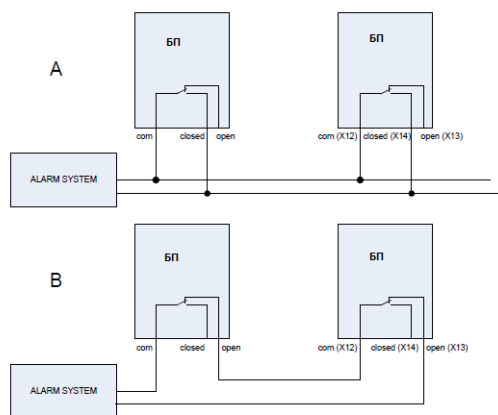 БП
БП
A
com
closed
open
com (X12)
closed (X14)
open (X13)
ALARM SYSTEM
БП
БП
B
com
closed
open
com (X12)
closed (X14)
open (X13)
ALARM SYSTEM